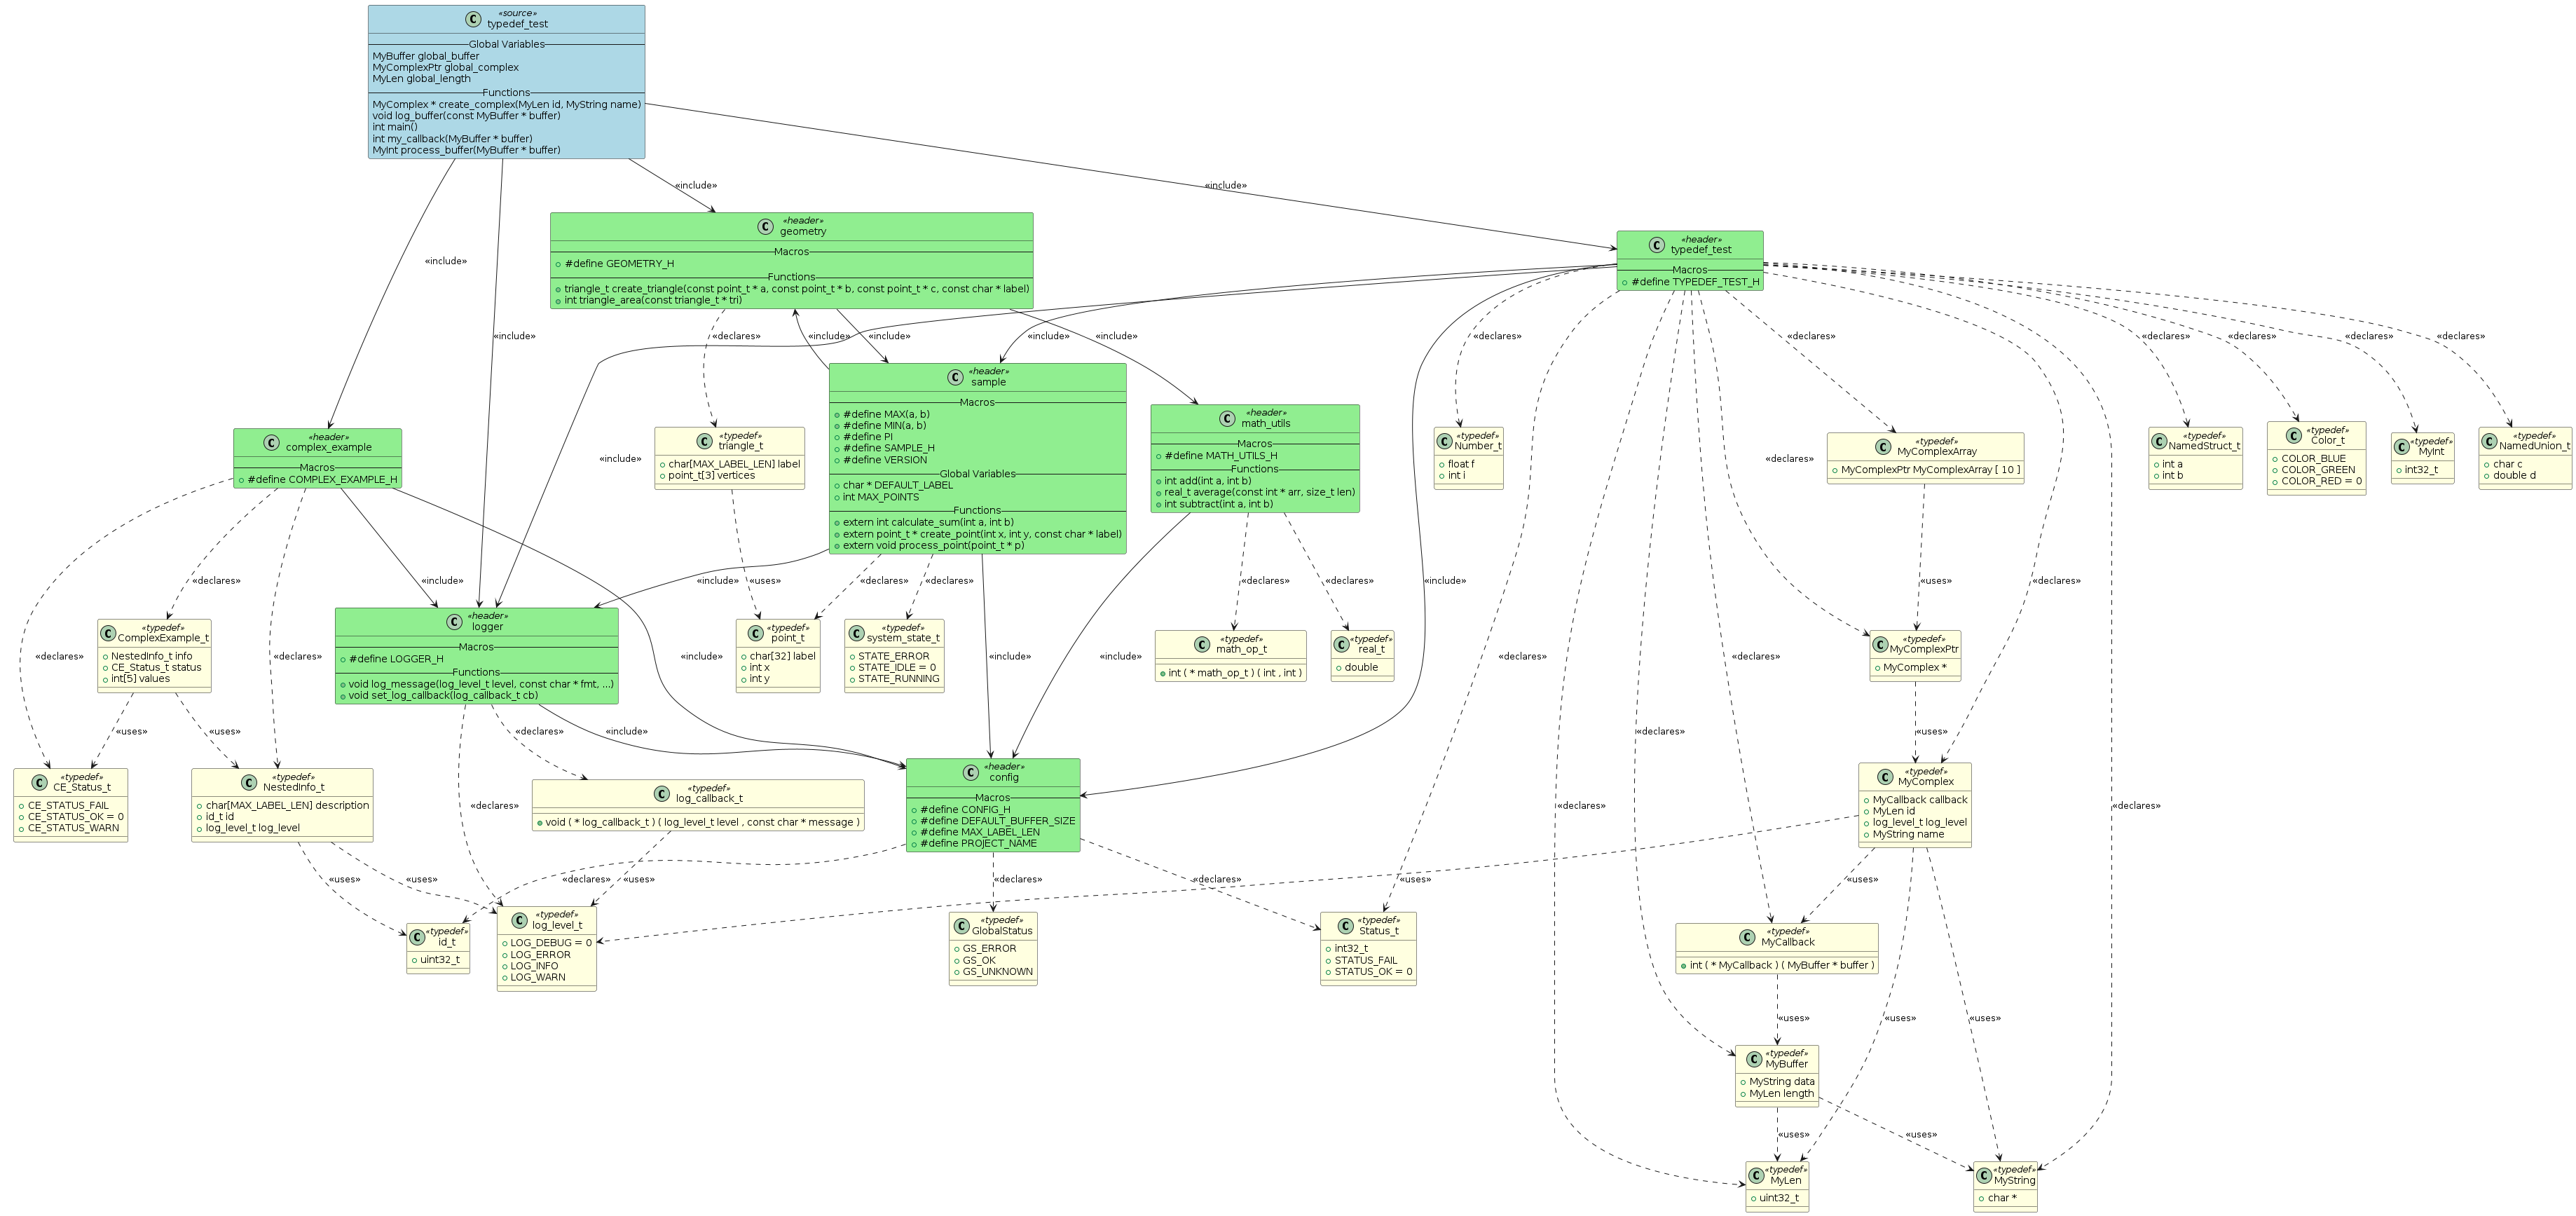 «source»
C typedef_test
Global Variables
MyBuffer global_buffer
MyComplexPtr global_complex
MyLen global_length
Functions
MyComplex * create_complex(MyLen id, MyString name)
void log_buffer(const MyBuffer * buffer)
int main()
int my_callback(MyBuffer * buffer)
MyInt process_buffer(MyBuffer * buffer)
«include»
«include»
«header»
C geometry
Macros
#define GEOMETRY_H
Functions
triangle_t create_triangle(const point_t * a, const point_t * b, const point_t * c, const char * label)
int triangle_area(const triangle_t * tri)
«header»
C typedef_test
Macros
#define TYPEDEF_TEST_H
«include»
«include»
«declares»
«include»
«include»
«include»
«include»
«declares»
«declares»
«declares»
«declares»
«declares»
«declares»
«header»
C sample
Macros
#define MAX(a, b)
#define MIN(a, b)
#define PI
#define SAMPLE_H
#define VERSION
Global Variables
char * DEFAULT_LABEL
int MAX_POINTS
Functions
extern int calculate_sum(int a, int b)
extern point_t * create_point(int x, int y, const char * label)
extern void process_point(point_t * p)
«header»
C math_utils
Macros
#define MATH_UTILS_H
Functions
int add(int a, int b)
real_t average(const int * arr, size_t len)
int subtract(int a, int b)
«header»
C complex_example
Macros
#define COMPLEX_EXAMPLE_H
«typedef»
C triangle_t
char[MAX_LABEL_LEN] label
point_t[3] vertices
«typedef»
C Number_t
float f
int i
«typedef»
C MyComplexArray
MyComplexPtr MyComplexArray [ 10 ]
«typedef»
C NamedStruct_t
int a
int b
«typedef»
C Color_t
COLOR_BLUE
COLOR_GREEN
COLOR_RED = 0
«typedef»
C MyInt
int32_t
«typedef»
C NamedUnion_t
char c
double d
«include»
«declares»
«declares»
«include»
«include»
«uses»
«declares»
«declares»
«declares»
«declares»
«include»
«uses»
«declares»
«typedef»
C ComplexExample_t
NestedInfo_t info
CE_Status_t status
int[5] values
«header»
C logger
Macros
#define LOGGER_H
Functions
void log_message(log_level_t level, const char * fmt, ...)
void set_log_callback(log_callback_t cb)
«typedef»
C point_t
char[32] label
int x
int y
«typedef»
C system_state_t
STATE_ERROR
STATE_IDLE = 0
STATE_RUNNING
«typedef»
C math_op_t
int ( * math_op_t ) ( int , int )
«typedef»
C real_t
double
«typedef»
C MyComplexPtr
MyComplex *
«declares»
«declares»
«include»
«include»
«include»
«declares»
«declares»
«uses»
«uses»
«include»
«declares»
«declares»
«uses»
«typedef»
C CE_Status_t
CE_STATUS_FAIL
CE_STATUS_OK = 0
CE_STATUS_WARN
«typedef»
C NestedInfo_t
char[MAX_LABEL_LEN] description
id_t id
log_level_t log_level
«typedef»
C log_callback_t
void ( * log_callback_t ) ( log_level_t level , const char * message )
«header»
C config
Macros
#define CONFIG_H
#define DEFAULT_BUFFER_SIZE
#define MAX_LABEL_LEN
#define PROJECT_NAME
«typedef»
C MyComplex
MyCallback callback
MyLen id
log_level_t log_level
MyString name
«declares»
«declares»
«declares»
«uses»
«uses»
«declares»
«uses»
«declares»
«declares»
«uses»
«uses»
«typedef»
C id_t
uint32_t
«typedef»
C log_level_t
LOG_DEBUG = 0
LOG_ERROR
LOG_INFO
LOG_WARN
«typedef»
C GlobalStatus
GS_ERROR
GS_OK
GS_UNKNOWN
«typedef»
C Status_t
int32_t
STATUS_FAIL
STATUS_OK = 0
«typedef»
C MyCallback
int ( * MyCallback ) ( MyBuffer * buffer )
«uses»
«uses»
«uses»
«typedef»
C MyBuffer
MyString data
MyLen length
«uses»
«uses»
«typedef»
C MyLen
uint32_t
«typedef»
C MyString
char *